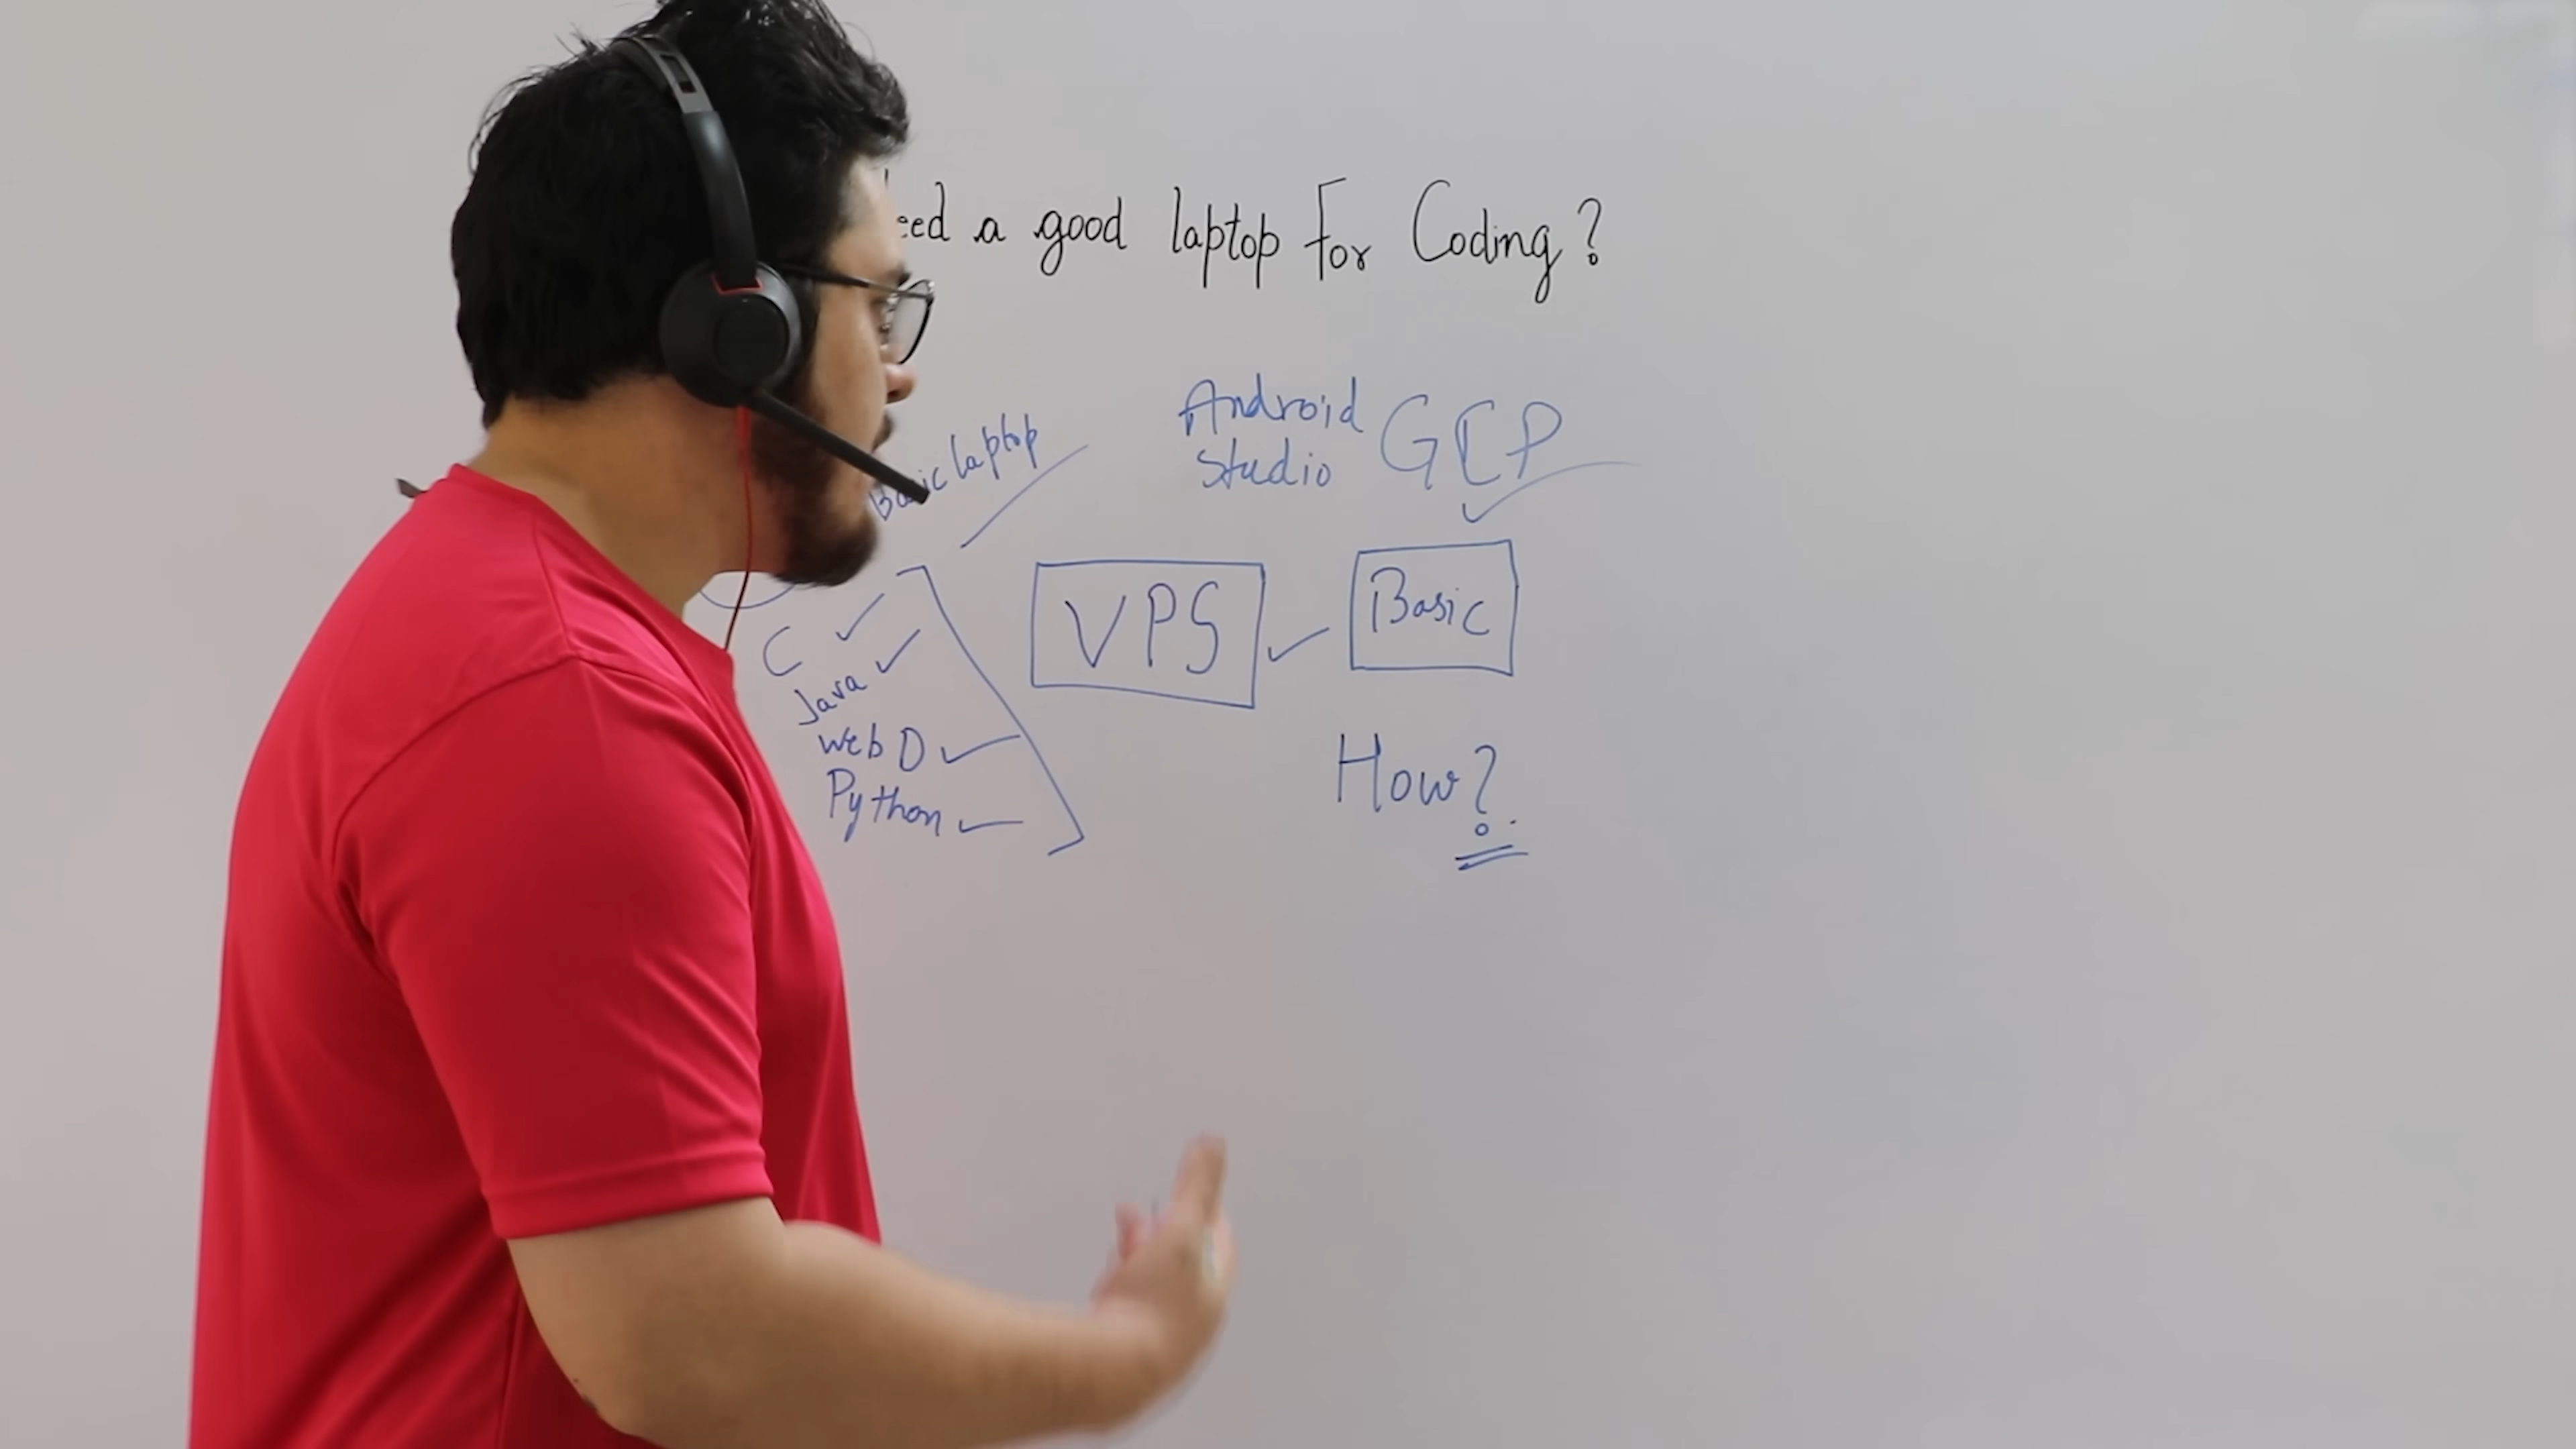 eed a good laptop For Coding?
Basic laptop
Android
Studio
GCP
C
Java
Web D
Python
VPS
Basic
How?